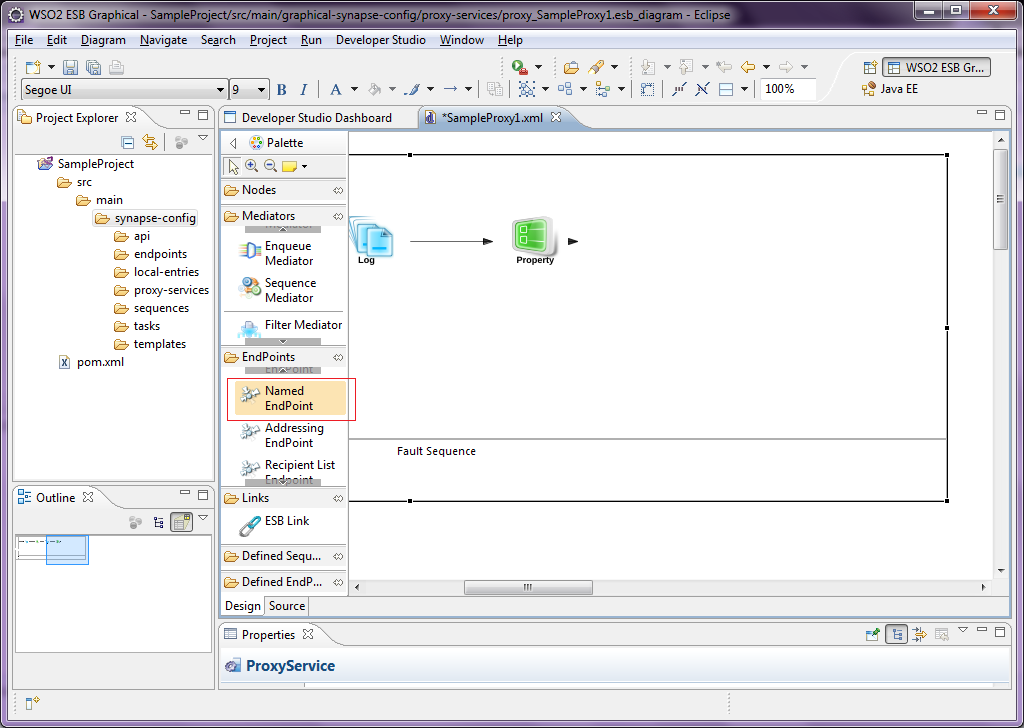 WSO2 ESB Graphical - SampleProject/src/main/graphical-synapse-config/proxy-services/proxy_SampleProxy1.esb_diagram - Eclipse
File Edit Diagram Navigate Search Project Run Developer Studio Window Help
WSO2 ESB Gr...
Segoe UI 9 B I A 100% Java EE
Project Explorer
SampleProject
src
main
synapse-config
api
endpoints
local-entries
proxy-services
sequences
tasks
templates
pom.xml
Outline
Developer Studio Dashboard *SampleProxy1.xml
Palette
Nodes
Mediators
Mediator
Enqueue
Mediator
Sequence
Mediator
Filter Mediator
EndPoints
EndPoint
Named
EndPoint
Addressing
EndPoint
Recipient List
Endpoint
Links
ESB Link
Defined Sequ...
Defined EndP...
Log
Property
Fault Sequence
Design Source
Properties
ProxyService